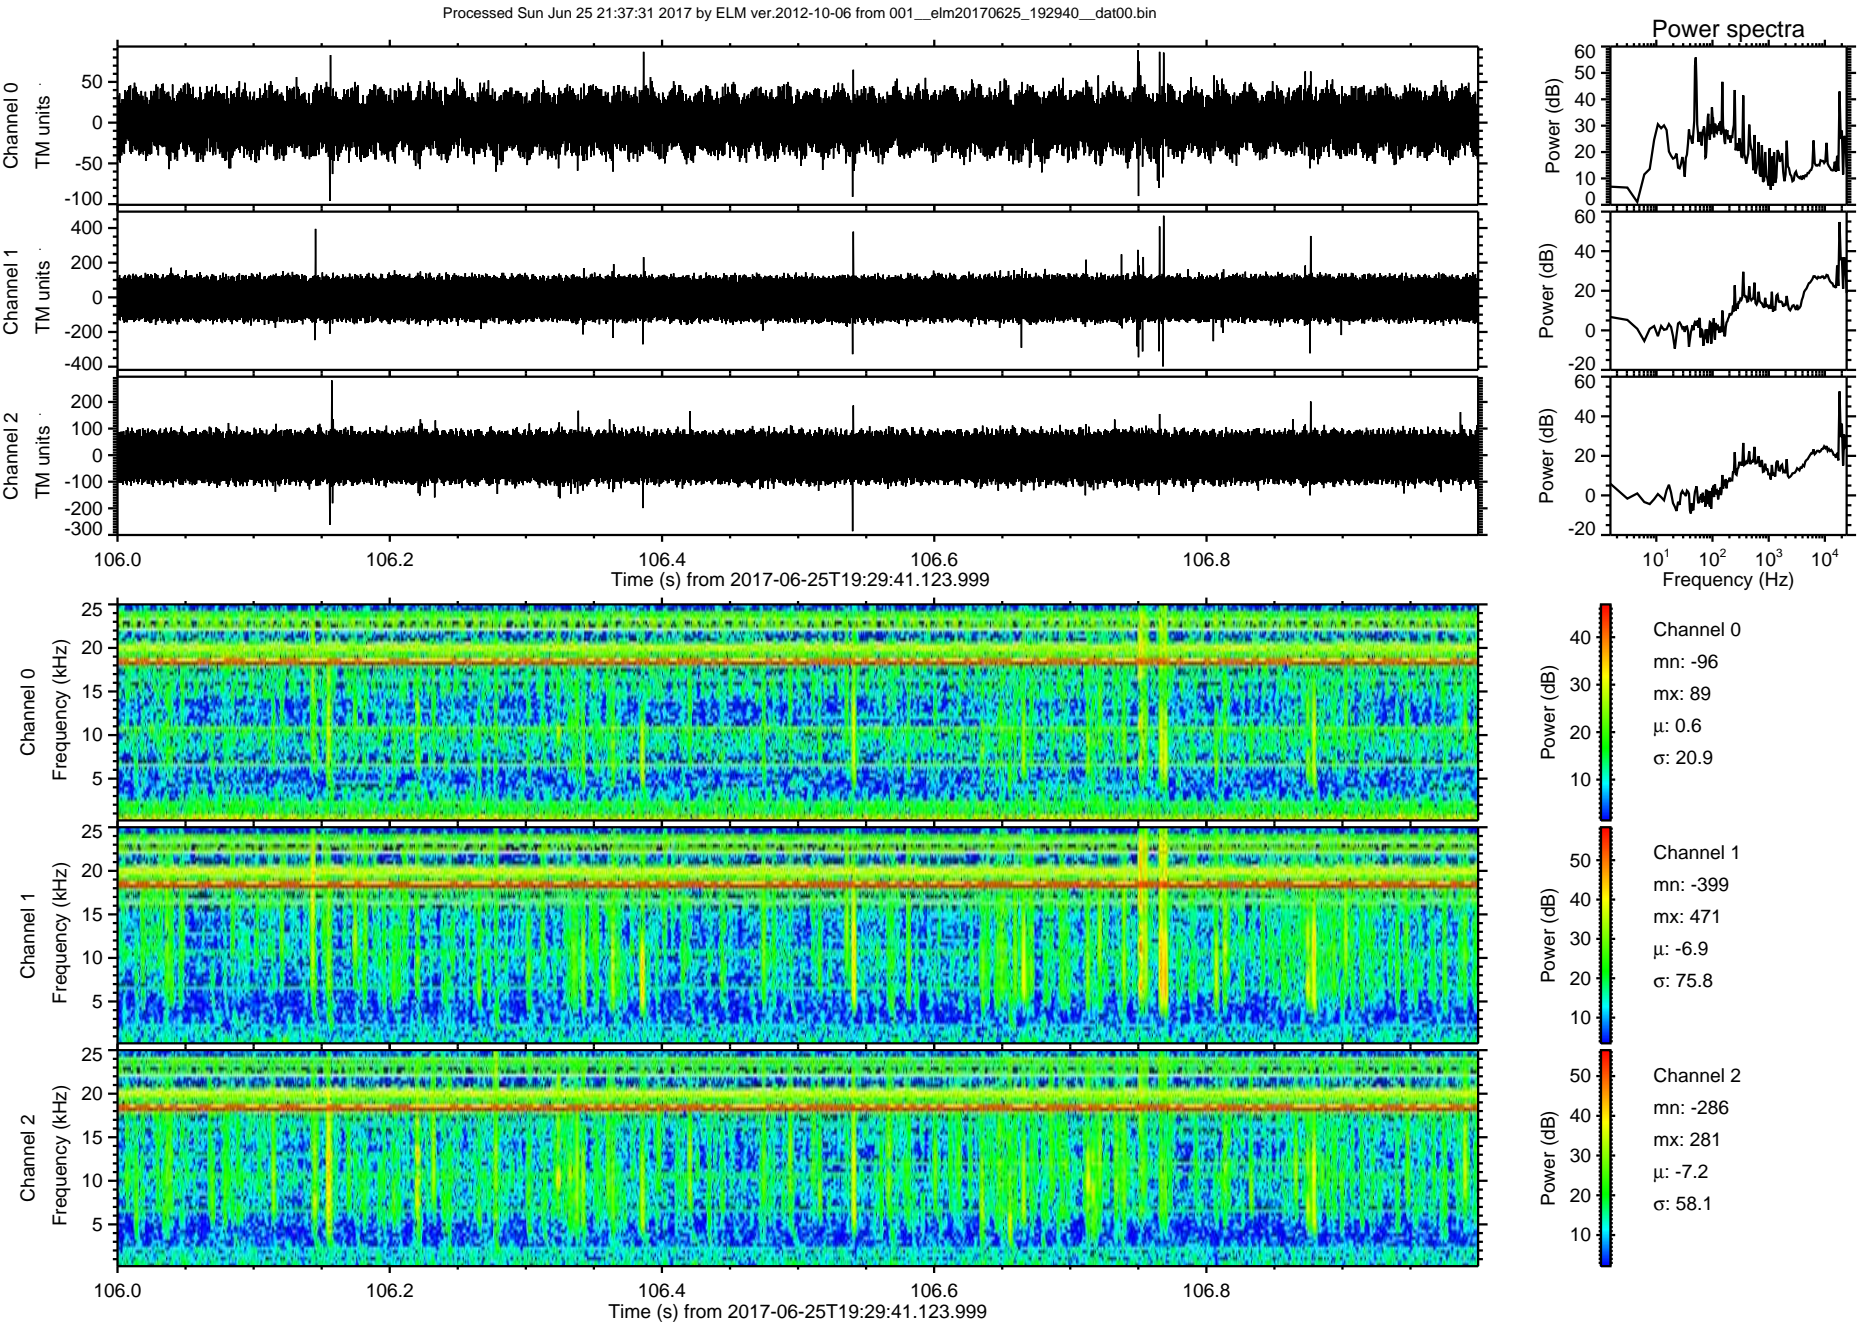 Processed Sun Jun 25 21:37:31 2017 by ELM ver.2012-10-06 from 001__elm20170625_192940__dat00.bin
Power spectra
Channel 0
TM units
50
0
-50
-100
Power (dB)
60
50
40
30
20
10
0
Channel 1
TM units
400
200
0
-200
-400
Power (dB)
60
40
20
0
-20
Channel 2
TM units
200
100
0
-100
-200
-300
Power (dB)
60
40
20
0
-20
106.0 106.2 106.4 106.6 106.8
Time (s) from 2017-06-25T19:29:41.123.999
10¹ 10² 10³ 10⁴
Frequency (Hz)
Channel 0
Frequency (kHz)
25
20
15
10
5
Power (dB)
40
30
20
10
Channel 0
mn: -96
mx: 89
μ: 0.6
σ: 20.9
Channel 1
Frequency (kHz)
25
20
15
10
5
Power (dB)
50
40
30
20
10
Channel 1
mn: -399
mx: 471
μ: -6.9
σ: 75.8
Channel 2
Frequency (kHz)
25
20
15
10
5
Power (dB)
50
40
30
20
10
Channel 2
mn: -286
mx: 281
μ: -7.2
σ: 58.1
106.0 106.2 106.4 106.6 106.8
Time (s) from 2017-06-25T19:29:41.123.999